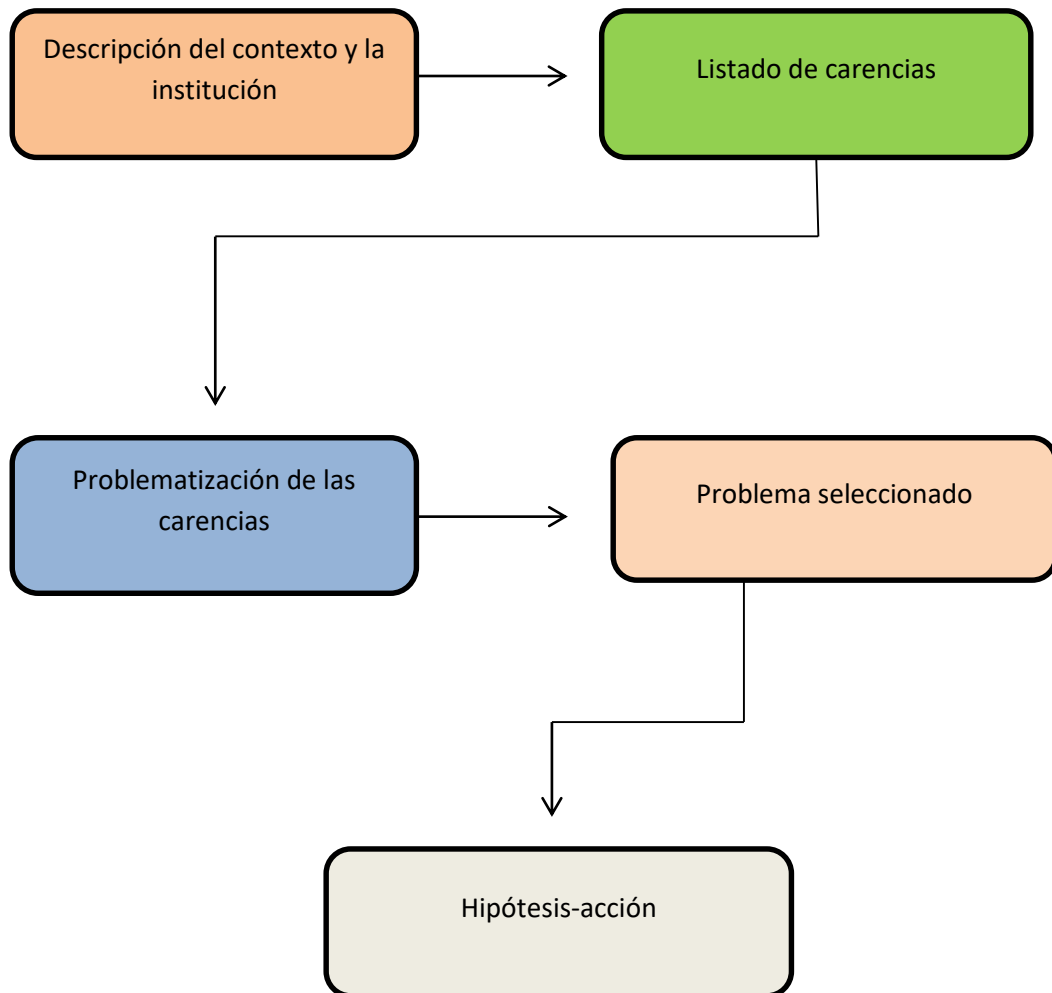 Descripción del contexto y la
institución
Listado de carencias
Problematización de las
carencias
Problema seleccionado
Hipótesis-acción